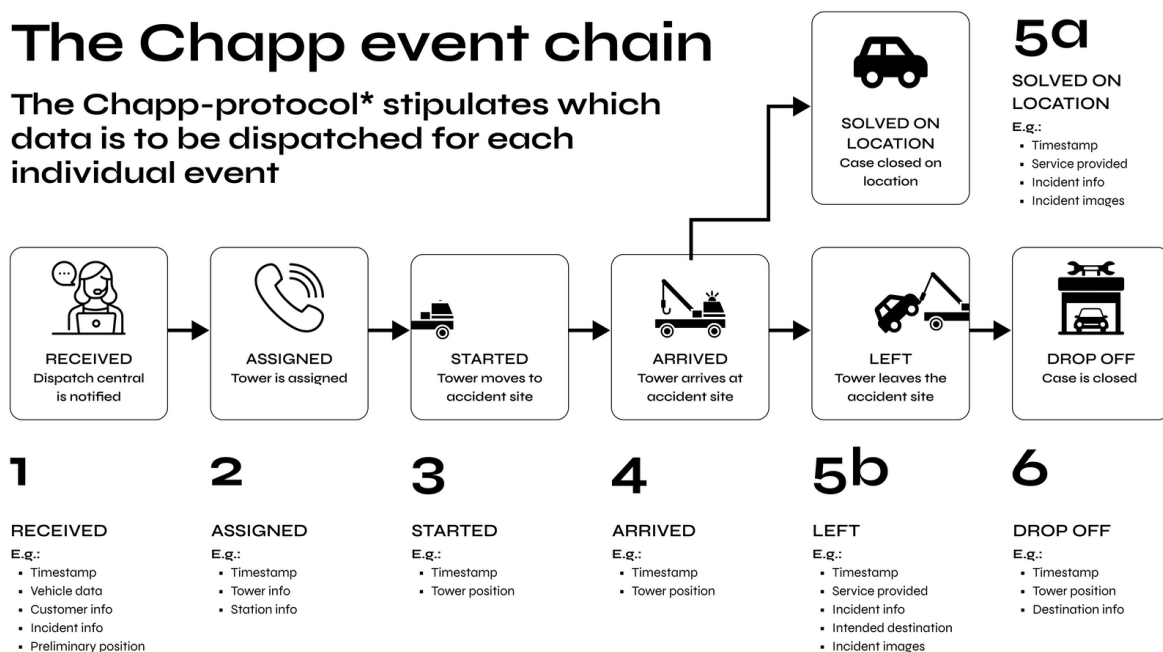 The Chapp event chain
The Chapp-protocol* stipulates which
data is to be dispatched for each
individual event
SOLVED ON
LOCATION
Case closed on
location
5a
SOLVED ON
LOCATION
E.g.:
▪ Timestamp
▪ Service provided
▪ Incident info
▪ Incident images
RECEIVED
Dispatch central
is notified
ASSIGNED
Tower is assigned
STARTED
Tower moves to
accident site
ARRIVED
Tower arrives at
accident site
LEFT
Tower leaves the
accident site
DROP OFF
Case is closed
1
RECEIVED
E.g.:
▪ Timestamp
▪ Vehicle data
▪ Customer info
▪ Incident info
▪ Preliminary position
2
ASSIGNED
E.g.:
▪ Timestamp
▪ Tower info
▪ Station info
3
STARTED
E.g.:
▪ Timestamp
▪ Tower position
4
ARRIVED
E.g.:
▪ Timestamp
▪ Tower position
5b
LEFT
E.g.:
▪ Timestamp
▪ Service provided
▪ Incident info
▪ Intended destination
▪ Incident images
6
DROP OFF
E.g.:
▪ Timestamp
▪ Tower position
▪ Destination info